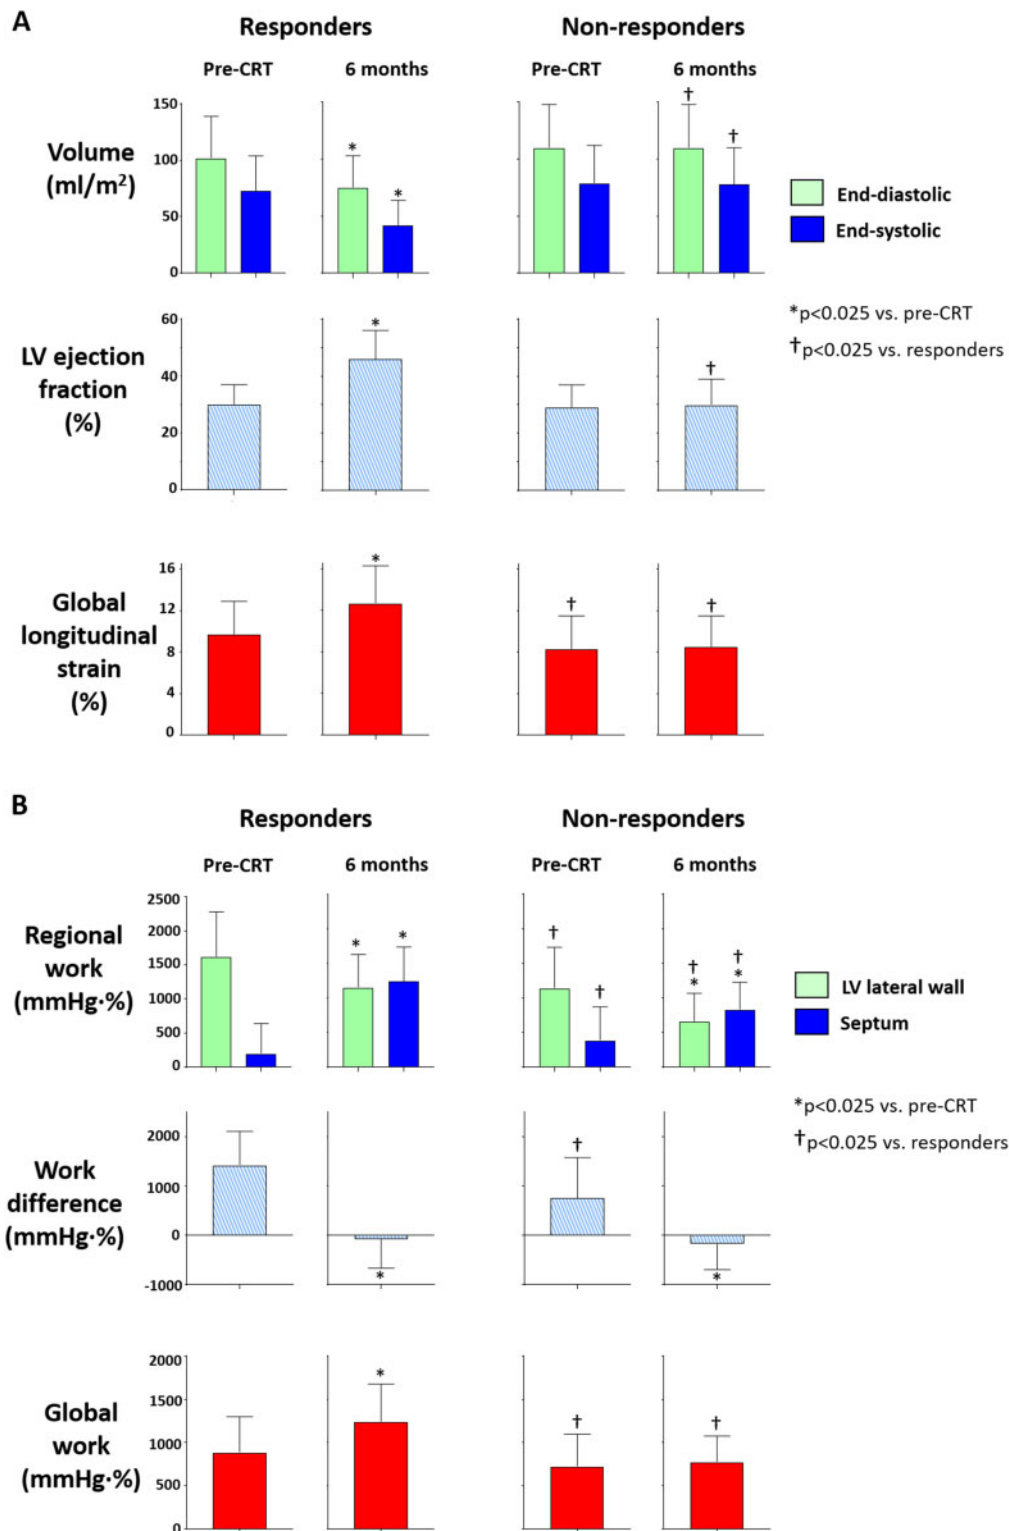 A
Responders
Non-responders
Pre-CRT
6 months
Pre-CRT
6 months
Volume
(ml/m²)
150
100
50
0
*
*
†
†
End-diastolic
End-systolic
*p<0.025 vs. pre-CRT
†p<0.025 vs. responders
LV ejection
fraction
(%)
60
40
20
0
*
†
Global
longitudinal
strain
(%)
16
12
8
4
0
*
†
†
B
Responders
Non-responders
Pre-CRT
6 months
Pre-CRT
6 months
Regional
work
(mmHg·%)
2500
2000
1500
1000
500
0
*
*
†
†
†
*
†
*
LV lateral wall
Septum
*p<0.025 vs. pre-CRT
†p<0.025 vs. responders
Work
difference
(mmHg·%)
2000
1000
0
-1000
*
†
*
Global
work
(mmHg·%)
2000
1500
1000
500
0
*
†
†